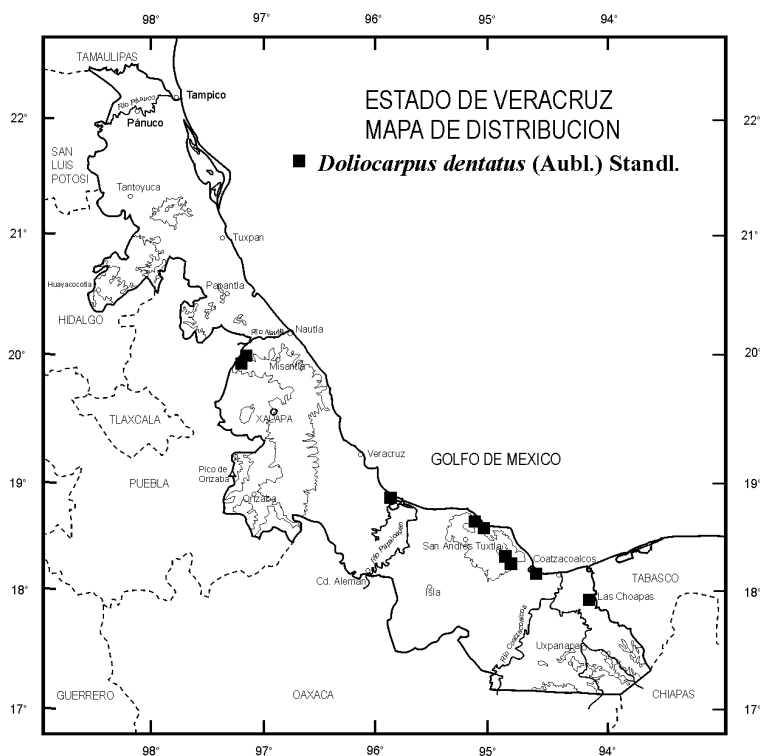 98° 97° 96° 95° 94°
TAMAULIPAS
Río Pánuco
Tampico
Pánuco
22° 22°
ESTADO DE VERACRUZ
MAPA DE DISTRIBUCION
Doliocarpus dentatus (Aubl.) Standl.
SAN
LUIS
POTOSI
Tantoyuca
21° 21°
Tuxpan
Huayacocotla
Papantla
HIDALGO
Río Nautla
Nautla
20° 20°
Misantla
TLAXCALA
XALAPA
Veracruz
GOLFO DE MEXICO
19° 19°
PUEBLA
Pico de
Orizaba
Orizaba
Río Papaloapan
San Andrés Tuxtla
Coatzacoalcos
TABASCO
18° 18°
Cd. Alemán
Isla
Las Choapas
Río Coatzacoalcos
Uxpanapa
GUERRERO
OAXACA
CHIAPAS
17° 17°
98° 97° 96° 95° 94°